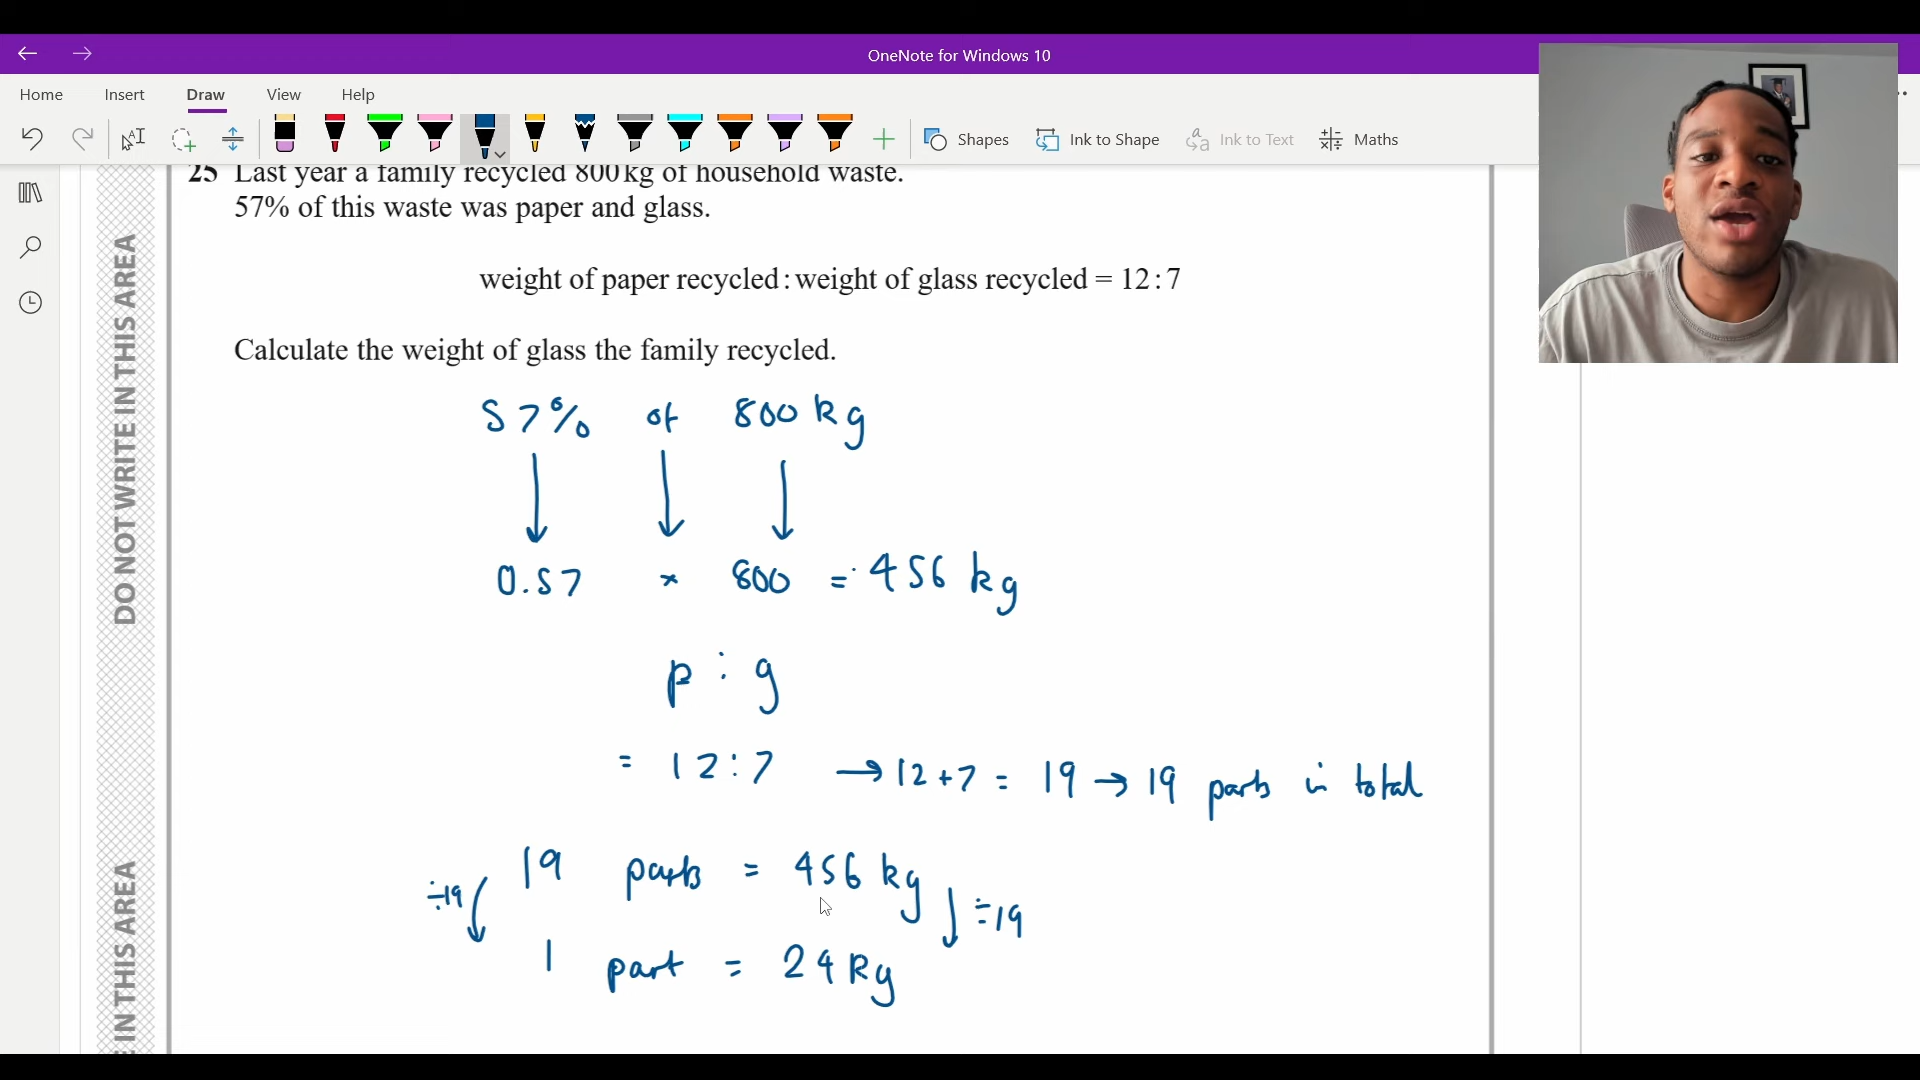 OneNote for Windows 10
Home Insert Draw View Help
Shapes Ink to Shape Ink to Text Maths
25 Last year a family recycled 800 kg of household waste.
57% of this waste was paper and glass.
weight of paper recycled : weight of glass recycled = 12 : 7
Calculate the weight of glass the family recycled.
57% of 800 kg
0.57 × 800 = 456 kg
p : g
= 12 : 7 → 12 + 7 = 19 → 19 parts in total
19 parts = 456 kg
÷19 ÷19
1 part = 24 kg
DO NOT WRITE IN THIS AREA
IN THIS AREA